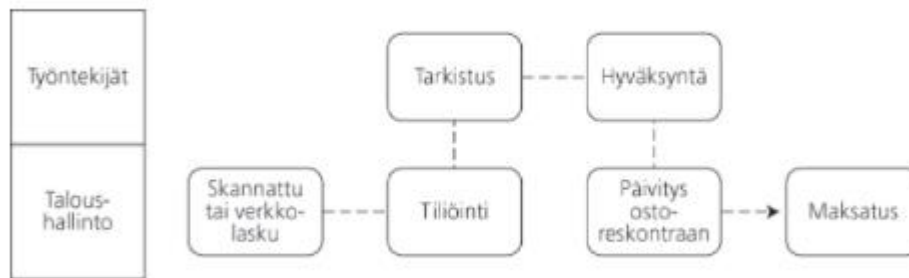 Työntekijät
Tarkistus
Hyväksyntä
Talous-
hallinto
Skannattu
tai verkko-
lasku
Tiliöinti
Päivitys
osto-
reskontraan
Maksatus